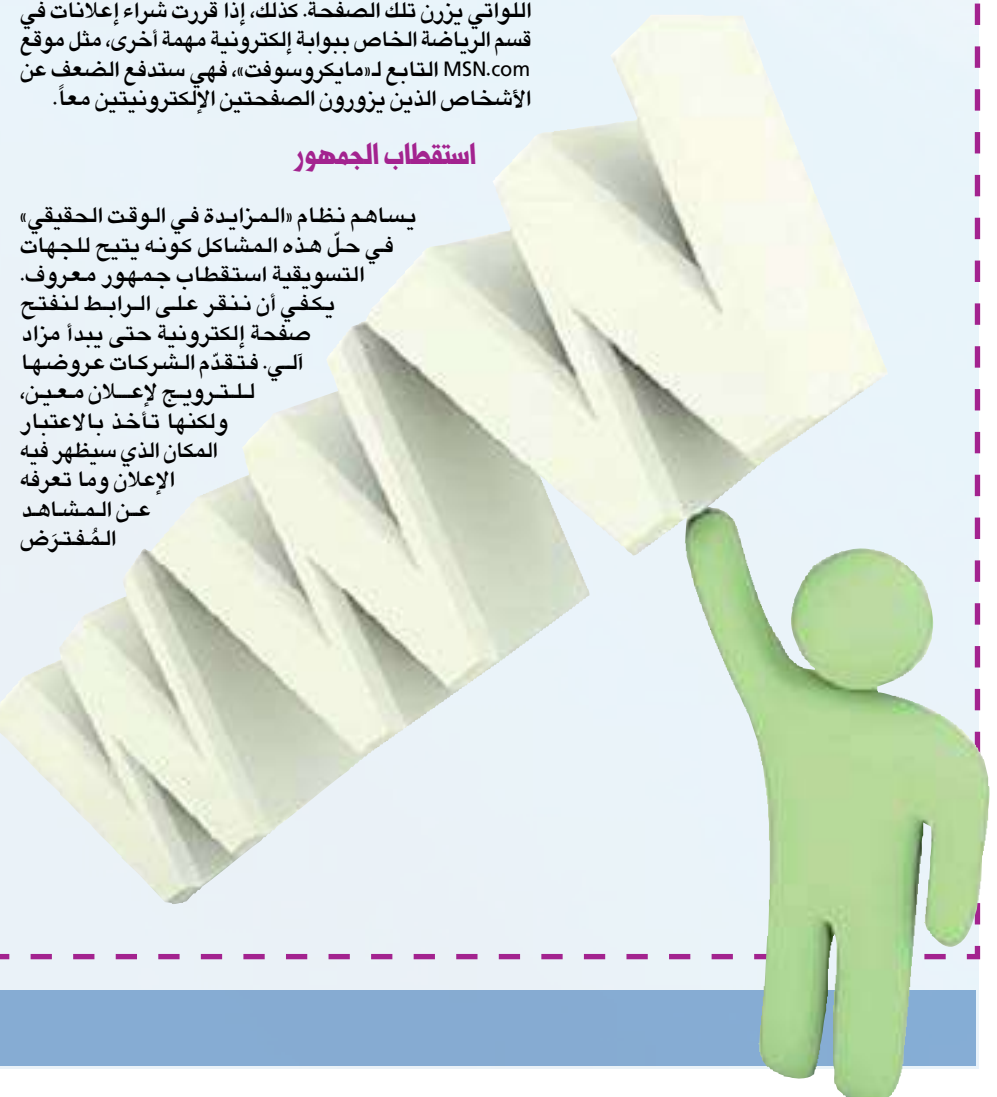 اللواتي يزرن تلك الصفحة. كذلك، إذا قررت شراء إعلانات في
قسم الرياضة الخاص ببوابة إلكترونية مهمة أخرى، مثل موقع
MSN.com التابع لـ«مايكروسوفت»، فهي ستدفع الضعف عن
الأشخاص الذين يزورون الصفحتين الإلكترونيتين معاً.
استقطاب الجمهور
يساهم نظام «المزايدة في الوقت الحقيقي»
في حلّ هذه المشاكل كونه يتيح للجهات
التسويقية استقطاب جمهور معروف.
يكفي أن ننقر على الرابط لنفتح
صفحة إلكترونية حتى يبدأ مزاد
آلي. فتقدّم الشركات عروضها
للترويج لإعلان معين،
ولكنها تأخذ بالاعتبار
المكان الذي سيظهر فيه
الإعلان وما تعرفه
عن المشاهد
المُفترَض
WWW